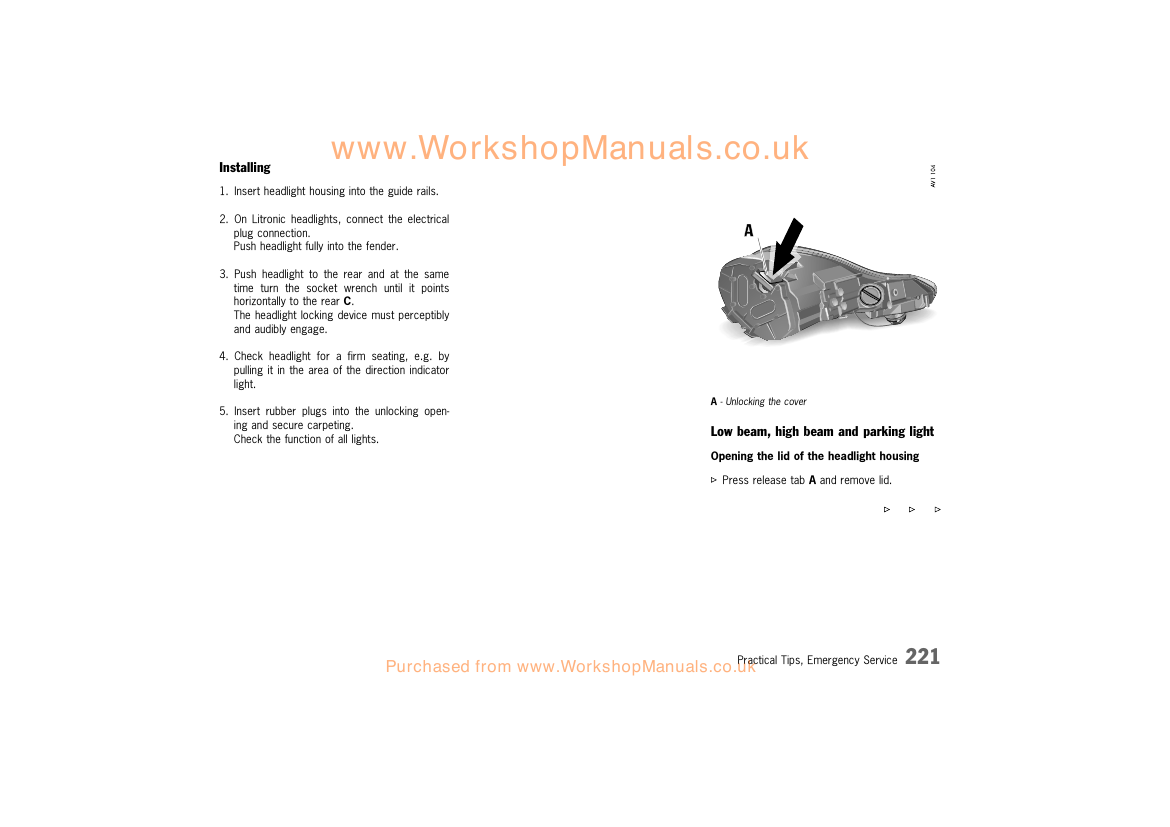 www.WorkshopManuals.co.uk
Installing
1. Insert headlight housing into the guide rails.
2. On Litronic headlights, connect the electrical
plug connection.
Push headlight fully into the fender.
3. Push headlight to the rear and at the same
time turn the socket wrench until it points
horizontally to the rear C.
The headlight locking device must perceptibly
and audibly engage.
4. Check headlight for a firm seating, e.g. by
pulling it in the area of the direction indicator
light.
5. Insert rubber plugs into the unlocking open-
ing and secure carpeting.
Check the function of all lights.
AV1 104
A
A - Unlocking the cover
Low beam, high beam and parking light
Opening the lid of the headlight housing
▷ Press release tab A and remove lid.
▷ ▷ ▷
Practical Tips, Emergency Service 221
Purchased from www.WorkshopManuals.co.uk